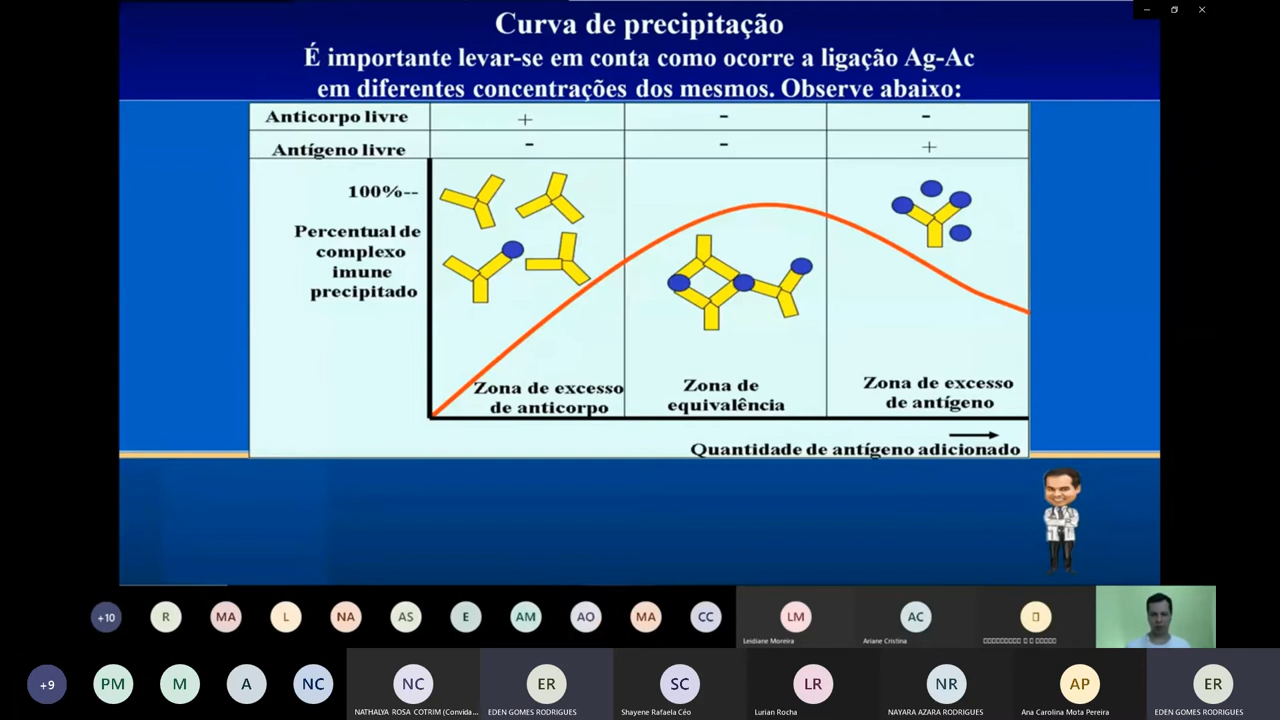 Curva de precipitação
É importante levar-se em conta como ocorre a ligação Ag-Ac
em diferentes concentrações dos mesmos. Observe abaixo:
Anticorpo livre + - -
Antígeno livre - - +
100%--
Percentual de
complexo
imune
precipitado
Zona de excesso
de anticorpo
Zona de
equivalência
Zona de excesso
de antígeno
Quantidade de antígeno adicionado
+10 R MA L NA AS E AM AO MA CC LM AC
Leidiane Moreira Ariane Cristina
+9 PM M A NC NC ER SC LR NR AP ER
NATHALYA ROSA COTRIM (Convida... EDEN GOMES RODRIGUES Shayene Rafaela Céo Lurian Rocha NAYARA AZARA RODRIGUES Ana Carolina Mota Pereira EDEN GOMES RODRIGUES